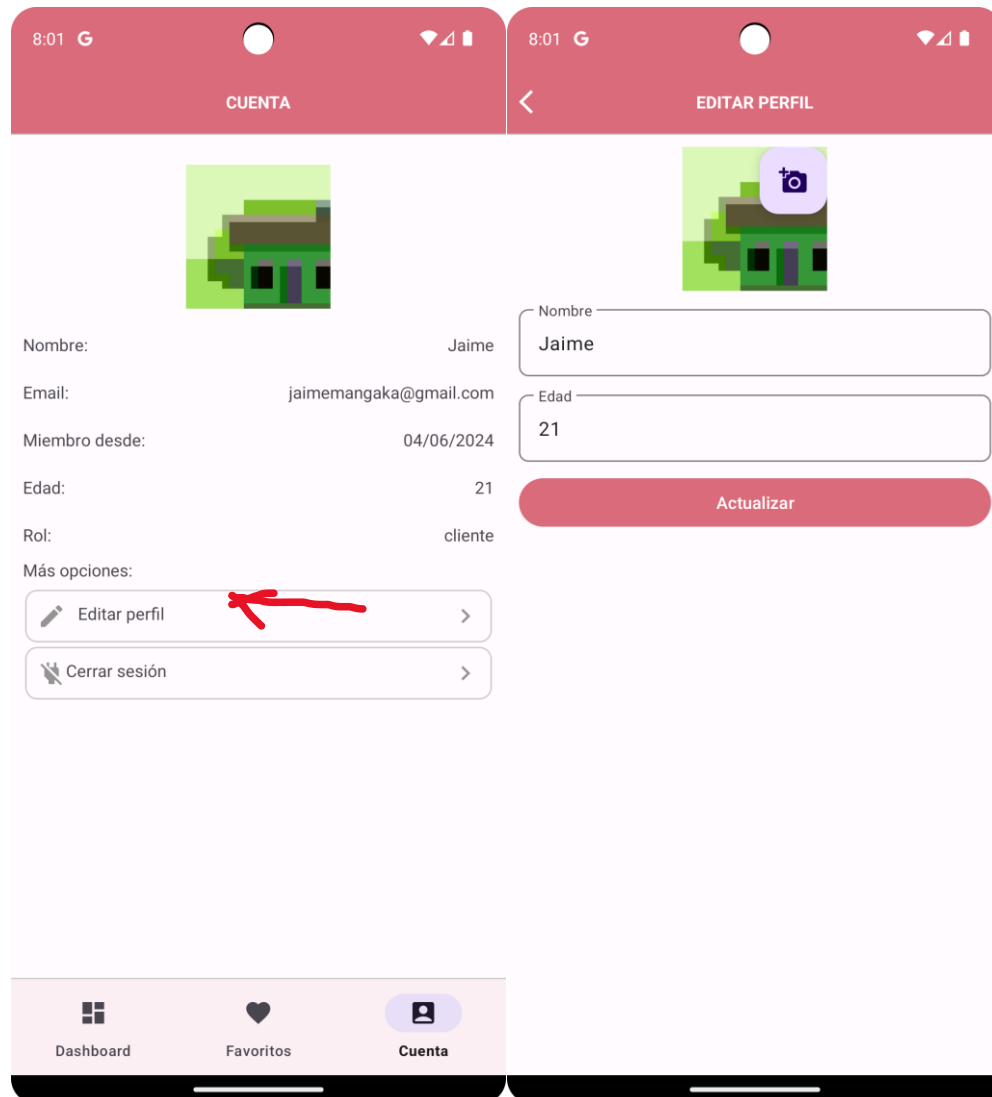 8:01 G
CUENTA
Nombre: Jaime
Email: jaimemangaka@gmail.com
Miembro desde: 04/06/2024
Edad: 21
Rol: cliente
Más opciones:
Editar perfil
Cerrar sesión
Dashboard Favoritos Cuenta
8:01 G
EDITAR PERFIL
Nombre
Jaime
Edad
21
Actualizar